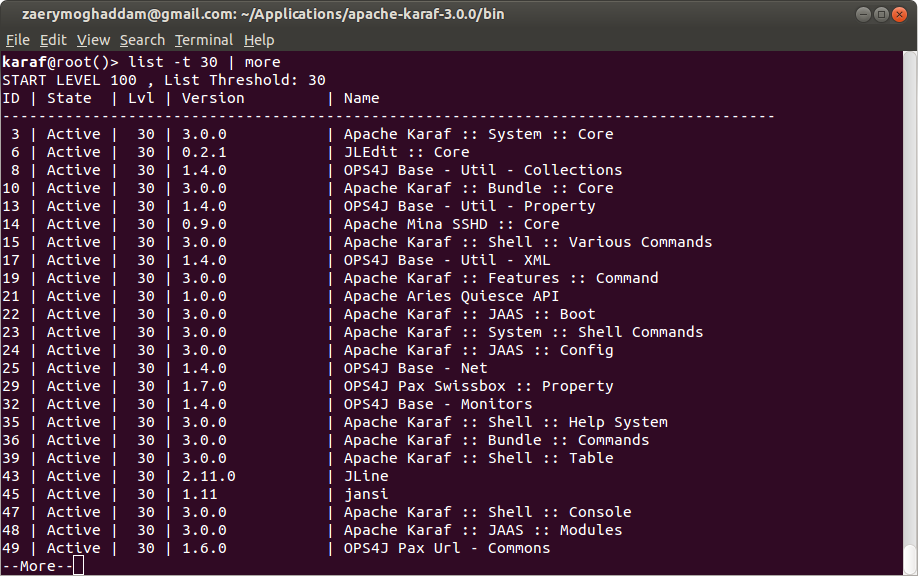 zaerymoghaddam@gmail.com: ~/Applications/apache-karaf-3.0.0/bin
File Edit View Search Terminal Help
karaf@root()> list -t 30 | more
START LEVEL 100 , List Threshold: 30
ID | State  | Lvl | Version         | Name
--------------------------------------------------------------------------------------
 3 | Active |  30 | 3.0.0           | Apache Karaf :: System :: Core
 6 | Active |  30 | 0.2.1           | JLEdit :: Core
 8 | Active |  30 | 1.4.0           | OPS4J Base - Util - Collections
10 | Active |  30 | 3.0.0           | Apache Karaf :: Bundle :: Core
13 | Active |  30 | 1.4.0           | OPS4J Base - Util - Property
14 | Active |  30 | 0.9.0           | Apache Mina SSHD :: Core
15 | Active |  30 | 3.0.0           | Apache Karaf :: Shell :: Various Commands
17 | Active |  30 | 1.4.0           | OPS4J Base - Util - XML
19 | Active |  30 | 3.0.0           | Apache Karaf :: Features :: Command
21 | Active |  30 | 1.0.0           | Apache Aries Quiesce API
22 | Active |  30 | 3.0.0           | Apache Karaf :: JAAS :: Boot
23 | Active |  30 | 3.0.0           | Apache Karaf :: System :: Shell Commands
24 | Active |  30 | 3.0.0           | Apache Karaf :: JAAS :: Config
25 | Active |  30 | 1.4.0           | OPS4J Base - Net
29 | Active |  30 | 1.7.0           | OPS4J Pax Swissbox :: Property
32 | Active |  30 | 1.4.0           | OPS4J Base - Monitors
35 | Active |  30 | 3.0.0           | Apache Karaf :: Shell :: Help System
36 | Active |  30 | 3.0.0           | Apache Karaf :: Bundle :: Commands
39 | Active |  30 | 3.0.0           | Apache Karaf :: Shell :: Table
43 | Active |  30 | 2.11.0          | JLine
45 | Active |  30 | 1.11            | jansi
47 | Active |  30 | 3.0.0           | Apache Karaf :: Shell :: Console
48 | Active |  30 | 3.0.0           | Apache Karaf :: JAAS :: Modules
49 | Active |  30 | 1.6.0           | OPS4J Pax Url - Commons
--More--